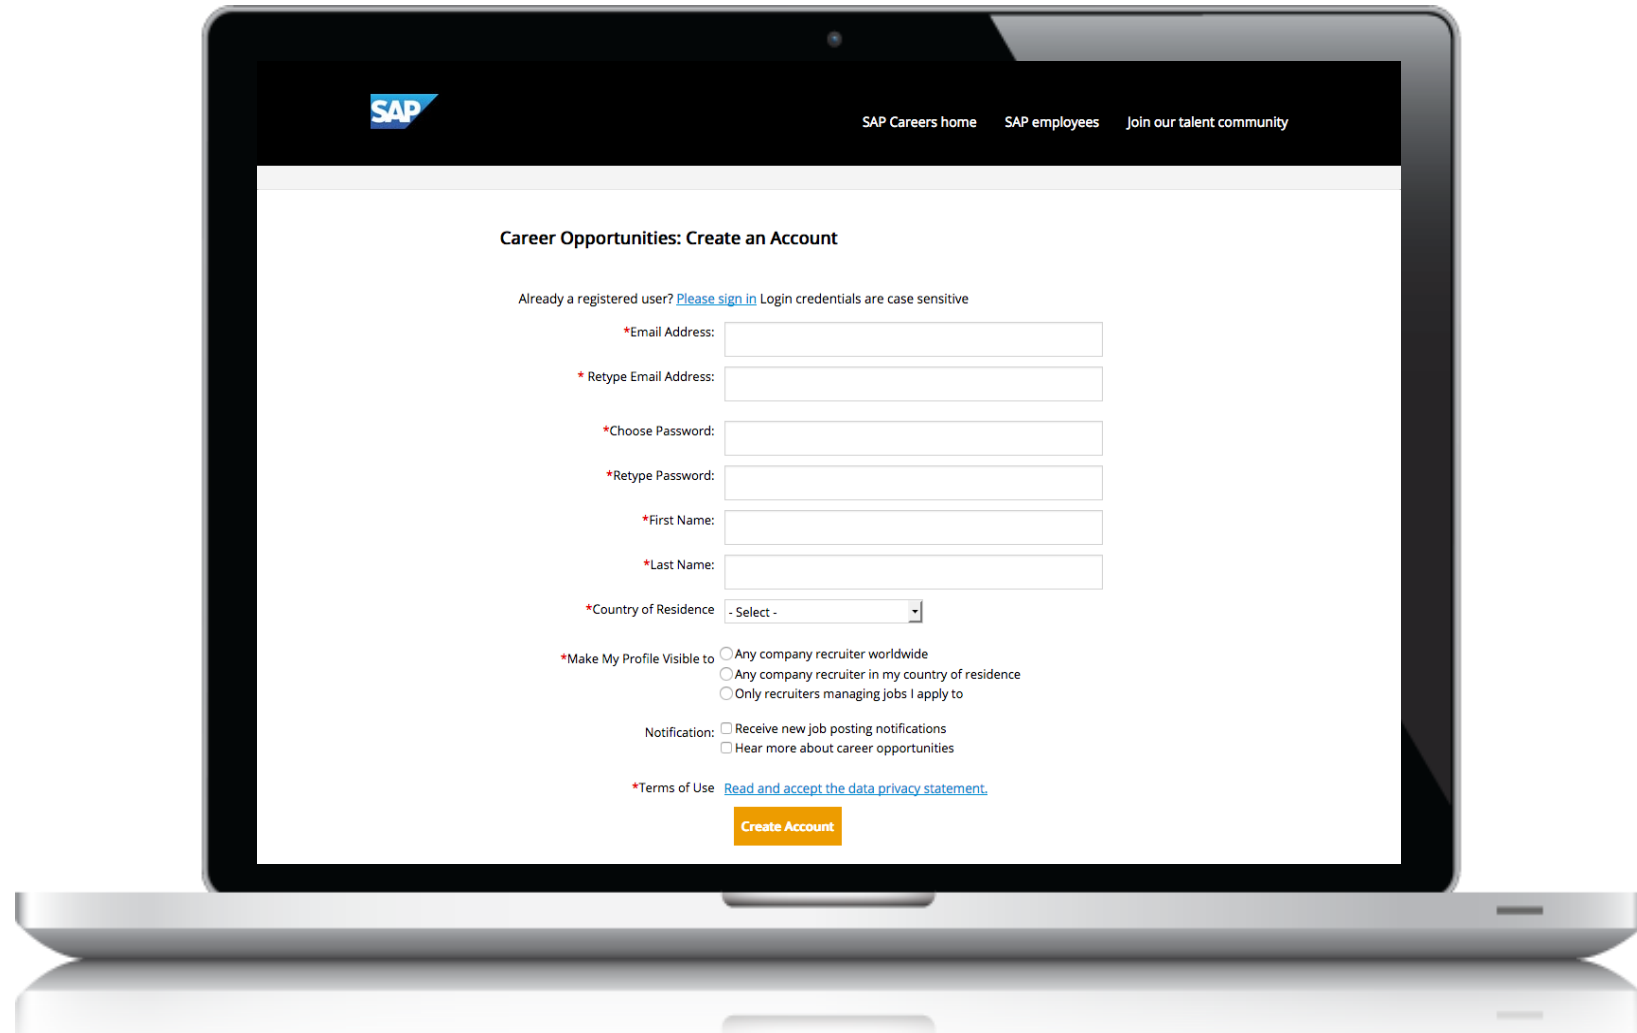 SAP
SAP Careers home SAP employees Join our talent community
Career Opportunities: Create an Account
Already a registered user? Please sign in Login credentials are case sensitive
*Email Address:
* Retype Email Address:
*Choose Password:
*Retype Password:
*First Name:
*Last Name:
*Country of Residence - Select -
*Make My Profile Visible to Any company recruiter worldwide
Any company recruiter in my country of residence
Only recruiters managing jobs I apply to
Notification: Receive new job posting notifications
Hear more about career opportunities
*Terms of Use Read and accept the data privacy statement.
Create Account